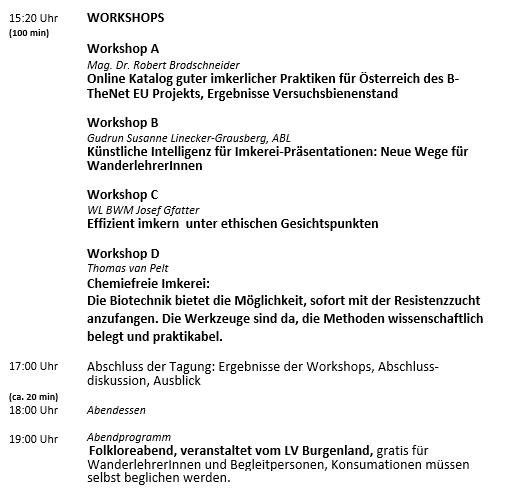 15:20 Uhr WORKSHOPS
(100 min)
Workshop A
Mag. Dr. Robert Brodschneider
Online Katalog guter imkerlicher Praktiken für Österreich des B-
TheNet EU Projekts, Ergebnisse Versuchsbienenstand
Workshop B
Gudrun Susanne Linecker-Grausberg, ABL
Künstliche Intelligenz für Imkerei-Präsentationen: Neue Wege für
WanderlehrerInnen
Workshop C
WL BWM Josef Gfatter
Effizient imkern unter ethischen Gesichtspunkten
Workshop D
Thomas van Pelt
Chemiefreie Imkerei:
Die Biotechnik bietet die Möglichkeit, sofort mit der Resistenzzucht
anzufangen. Die Werkzeuge sind da, die Methoden wissenschaftlich
belegt und praktikabel.
17:00 Uhr Abschluss der Tagung: Ergebnisse der Workshops, Abschluss-
diskussion, Ausblick
(ca. 20 min)
18:00 Uhr Abendessen
19:00 Uhr Abendprogramm
Folkloreabend, veranstaltet vom LV Burgenland, gratis für
WanderlehrerInnen und Begleitpersonen, Konsumationen müssen
selbst beglichen werden.